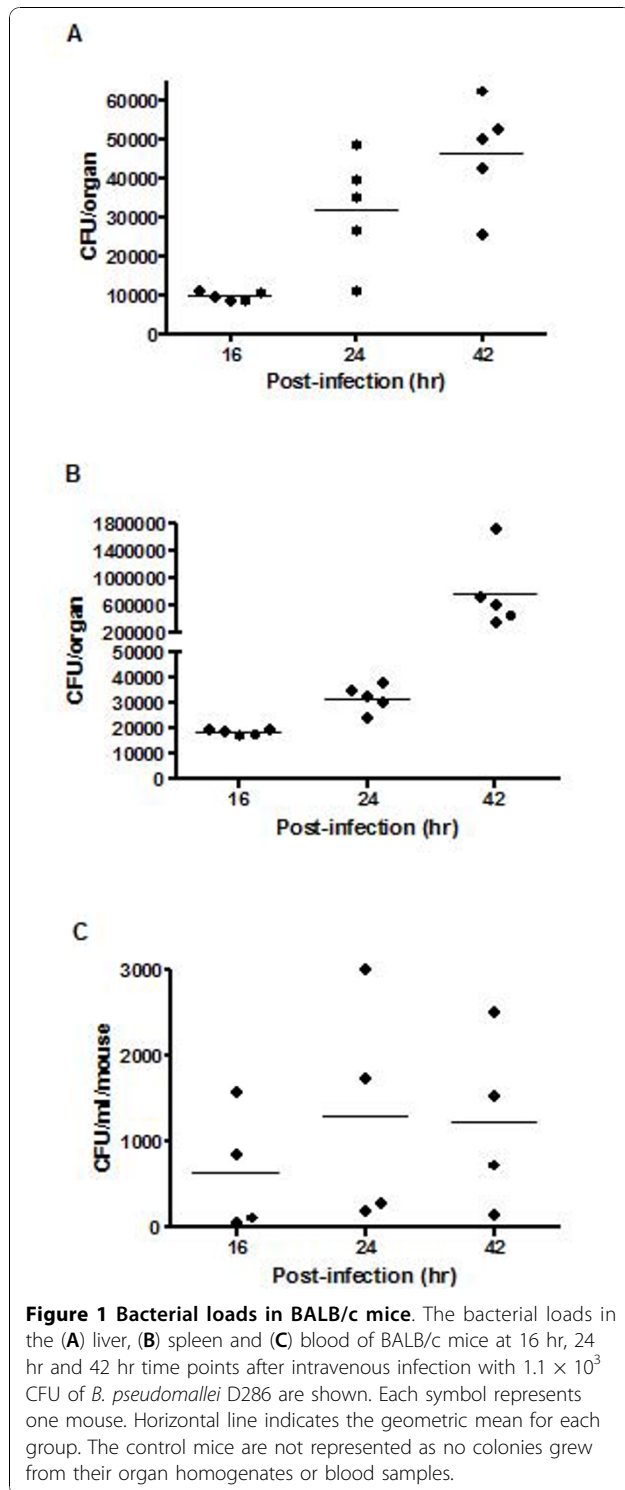 A
60000
50000
40000
30000
20000
10000
0
CFU/organ
16 24 42
Post-infection (hr)
B
1800000
1400000
1000000
600000
200000
50000
40000
30000
20000
10000
0
CFU/organ
16 24 42
Post-infection (hr)
C
3000
2000
1000
0
CFU/ml/mouse
16 24 42
Post-infection (hr)
Figure 1 Bacterial loads in BALB/c mice. The bacterial loads in
the (A) liver, (B) spleen and (C) blood of BALB/c mice at 16 hr, 24
hr and 42 hr time points after intravenous infection with 1.1 × 10³
CFU of B. pseudomallei D286 are shown. Each symbol represents
one mouse. Horizontal line indicates the geometric mean for each
group. The control mice are not represented as no colonies grew
from their organ homogenates or blood samples.